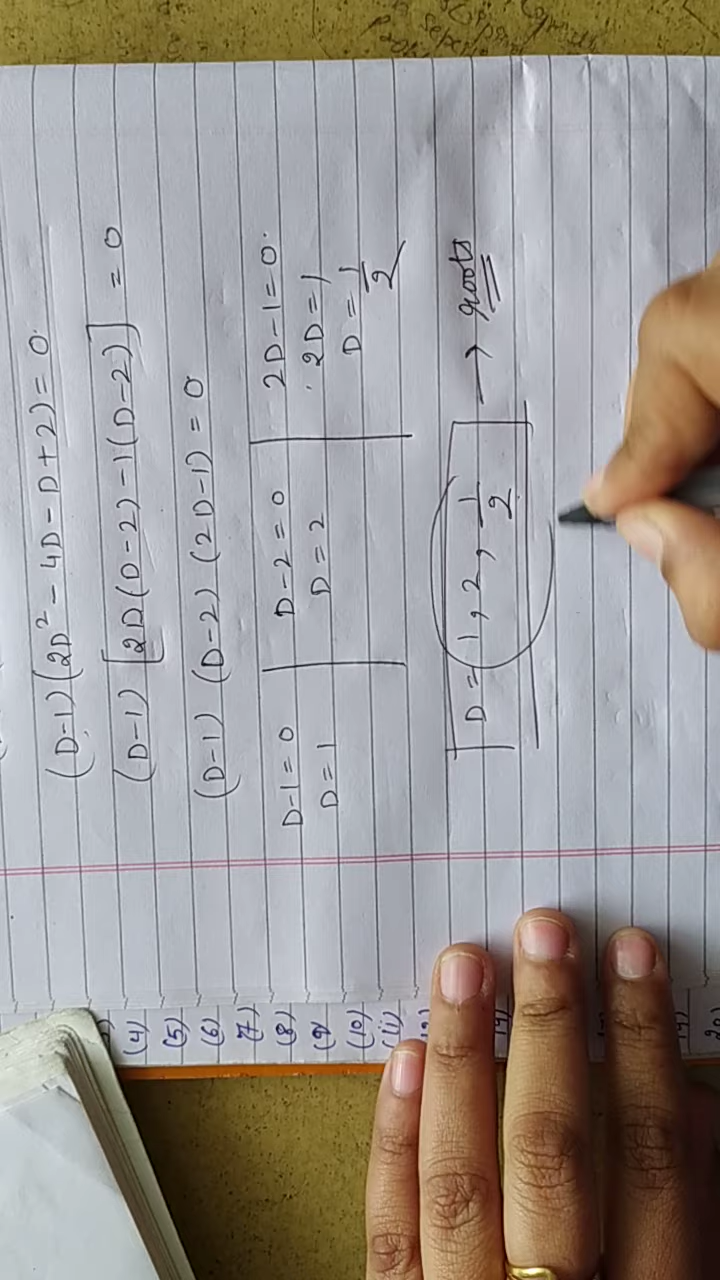 (D-1)(2D² - 4D - D + 2) = 0.
(D-1) [2D(D-2) -1(D-2)] = 0
(D-1) (D-2) (2D-1) = 0
D-1 = 0 | D-2 = 0 | 2D-1 = 0.
D = 1 | D = 2 | 2D = 1
D = 1/2
D = 1, 2, 1/2 → roots
(4)
(5)
(6)
(7)
(8)
(9)
(10)
(11)